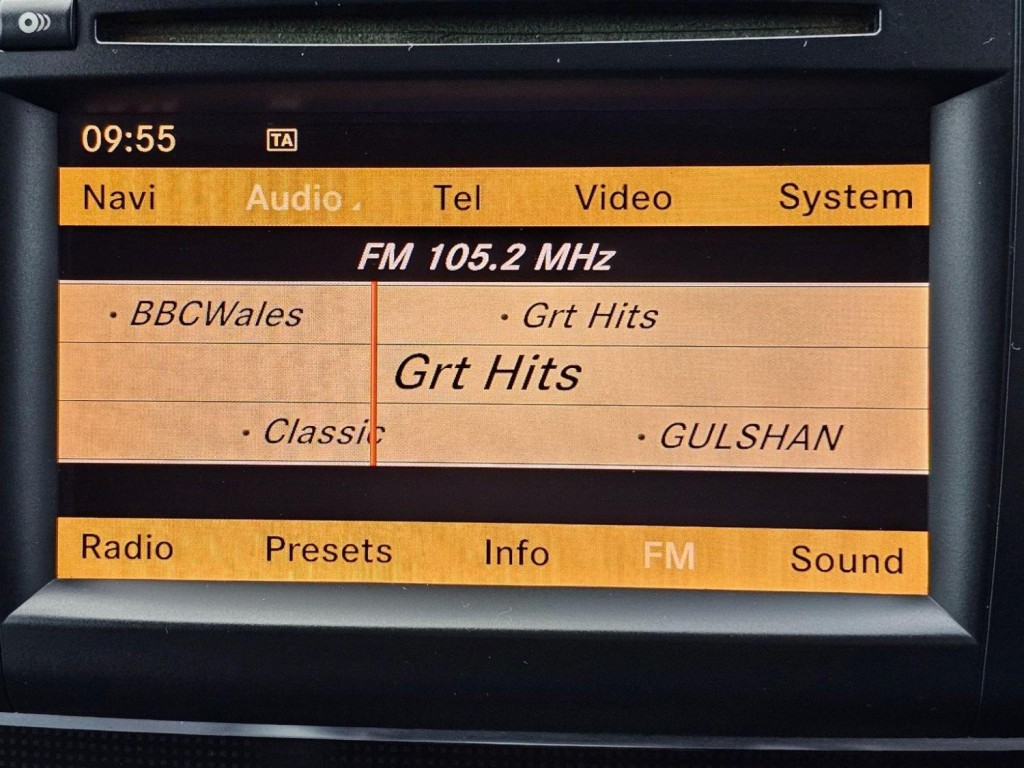 09:55 TA
Navi Audio Tel Video System
FM 105.2 MHz
· BBCWales · Grt Hits
Grt Hits
· Classic · GULSHAN
Radio Presets Info FM Sound